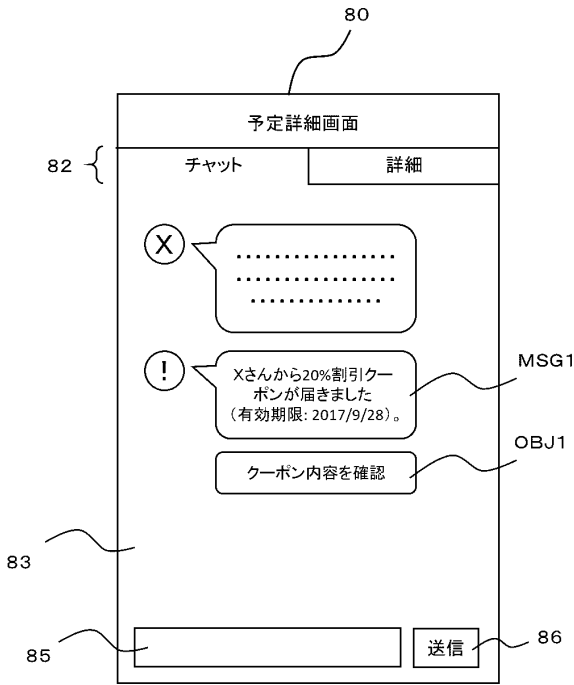 80
予定詳細画面
82
チャット
詳細
X
!
Xさんから20%割引クー
ポンが届きました
(有効期限: 2017/9/28)。
MSG1
クーポン内容を確認
OBJ1
83
85
送信
86